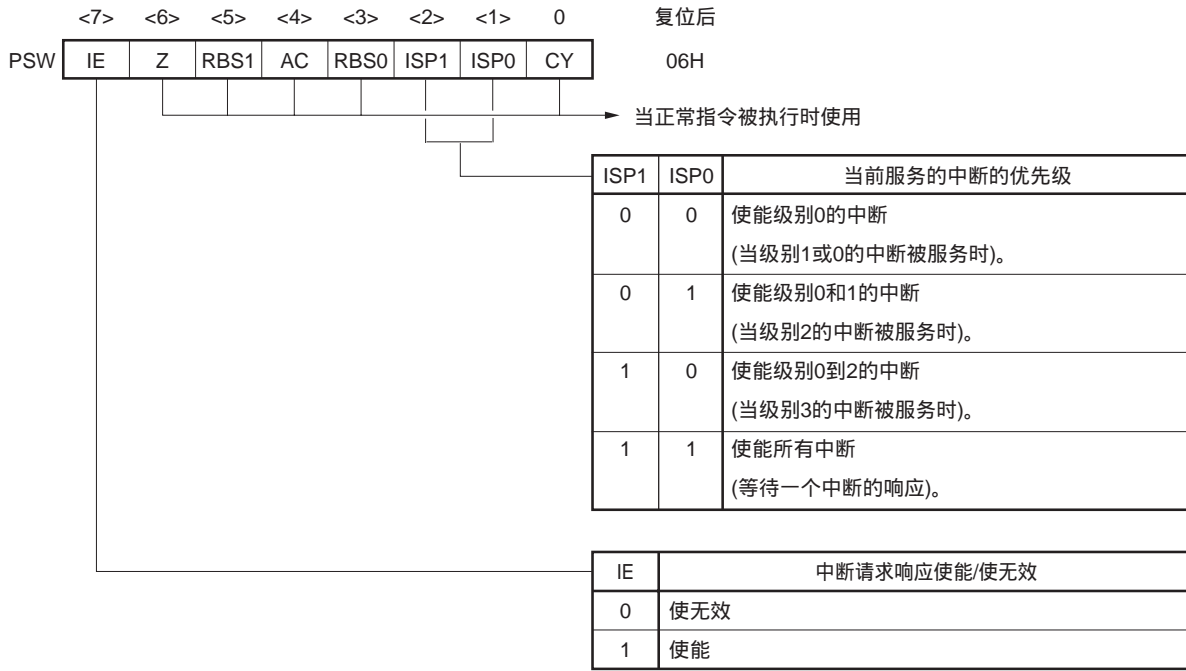 <7> <6> <5> <4> <3> <2> <1> 0 复位后
PSW IE Z RBS1 AC RBS0 ISP1 ISP0 CY 06H
当正常指令被执行时使用
ISP1 ISP0 当前服务的中断的优先级
0 0 使能级别0的中断
(当级别1或0的中断被服务时)。
0 1 使能级别0和1的中断
(当级别2的中断被服务时)。
1 0 使能级别0到2的中断
(当级别3的中断被服务时)。
1 1 使能所有中断
(等待一个中断的响应)。
IE 中断请求响应使能/使无效
0 使无效
1 使能